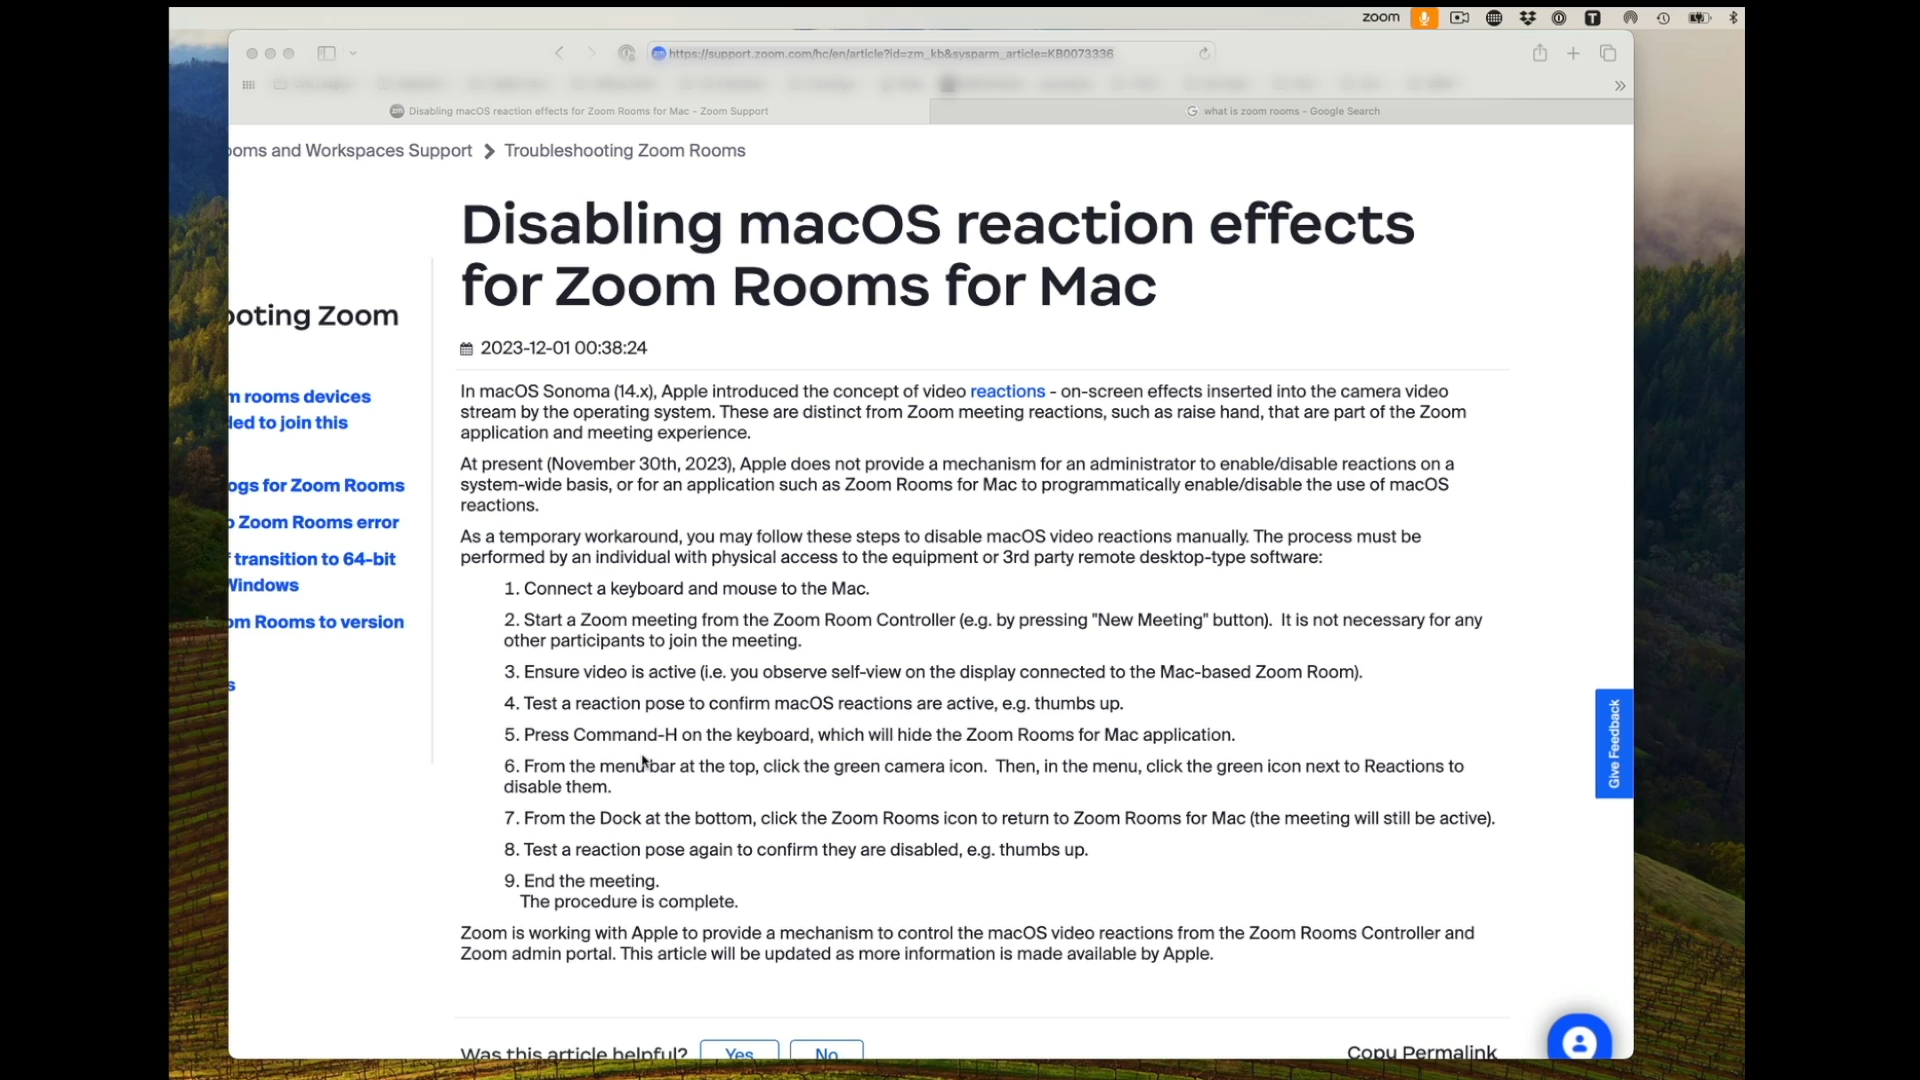 zoom
https://support.zoom.com/hc/en/article?id=zm_kb&sysparm_article=KB0073336
Disabling macOS reaction effects for Zoom Rooms for Mac – Zoom Support
what is zoom rooms – Google Search
ooms and Workspaces Support > Troubleshooting Zoom Rooms
Disabling macOS reaction effects
for Zoom Rooms for Mac
ooting Zoom
2023-12-01 00:38:24
m rooms devices
ded to join this
ogs for Zoom Rooms
o Zoom Rooms error
f transition to 64-bit
Windows
om Rooms to version
s
In macOS Sonoma (14.x), Apple introduced the concept of video reactions - on-screen effects inserted into the camera video
stream by the operating system. These are distinct from Zoom meeting reactions, such as raise hand, that are part of the Zoom
application and meeting experience.
At present (November 30th, 2023), Apple does not provide a mechanism for an administrator to enable/disable reactions on a
system-wide basis, or for an application such as Zoom Rooms for Mac to programmatically enable/disable the use of macOS
reactions.
As a temporary workaround, you may follow these steps to disable macOS video reactions manually. The process must be
performed by an individual with physical access to the equipment or 3rd party remote desktop-type software:
1. Connect a keyboard and mouse to the Mac.
2. Start a Zoom meeting from the Zoom Room Controller (e.g. by pressing "New Meeting" button). It is not necessary for any
other participants to join the meeting.
3. Ensure video is active (i.e. you observe self-view on the display connected to the Mac-based Zoom Room).
4. Test a reaction pose to confirm macOS reactions are active, e.g. thumbs up.
5. Press Command-H on the keyboard, which will hide the Zoom Rooms for Mac application.
6. From the menu bar at the top, click the green camera icon. Then, in the menu, click the green icon next to Reactions to
disable them.
7. From the Dock at the bottom, click the Zoom Rooms icon to return to Zoom Rooms for Mac (the meeting will still be active).
8. Test a reaction pose again to confirm they are disabled, e.g. thumbs up.
9. End the meeting.
The procedure is complete.
Zoom is working with Apple to provide a mechanism to control the macOS video reactions from the Zoom Rooms Controller and
Zoom admin portal. This article will be updated as more information is made available by Apple.
Give Feedback
Was this article helpful? Yes No
Copy Permalink